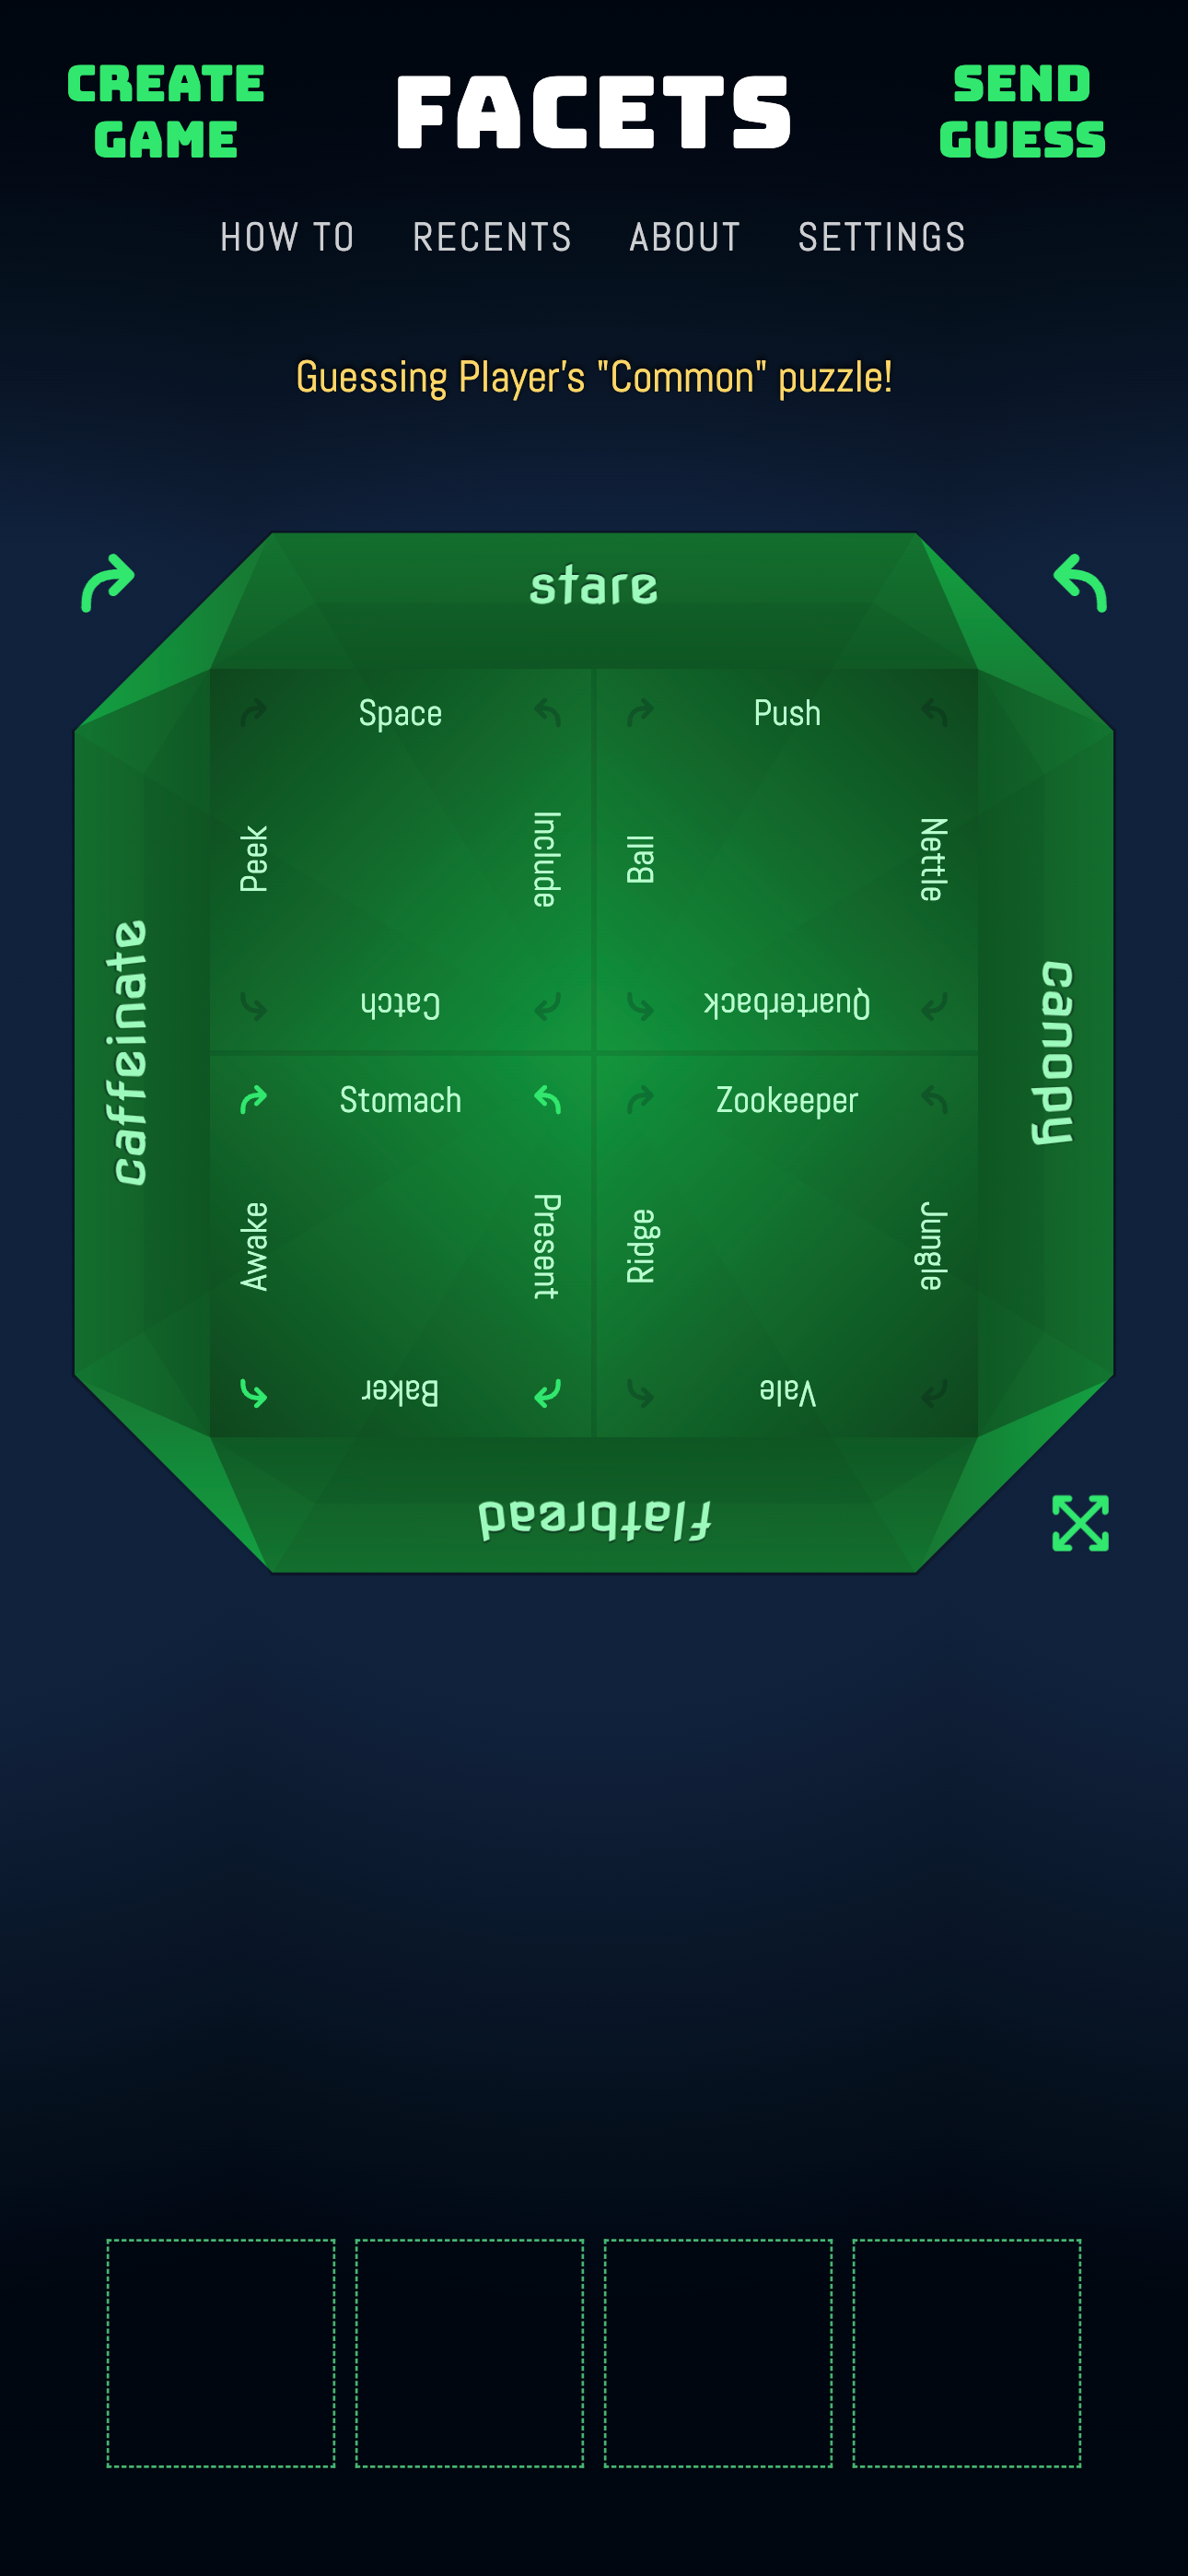 CREATE GAME
FACETS
SEND GUESS
HOW TO RECENTS ABOUT SETTINGS
Guessing Player's "Common" puzzle!
stare
Space
Push
Peek
Include
Ball
Nettle
Catch
Quarterback
caffeinate
canopy
Stomach
Zookeeper
Awake
Present
Ridge
Jungle
Baker
Vale
flatbread